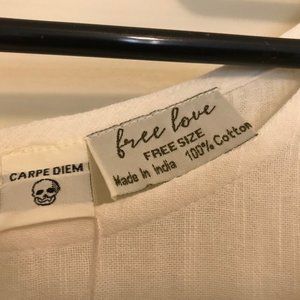 CARPE DIEM
free love
FREE SIZE
Made In India 100% Cotton